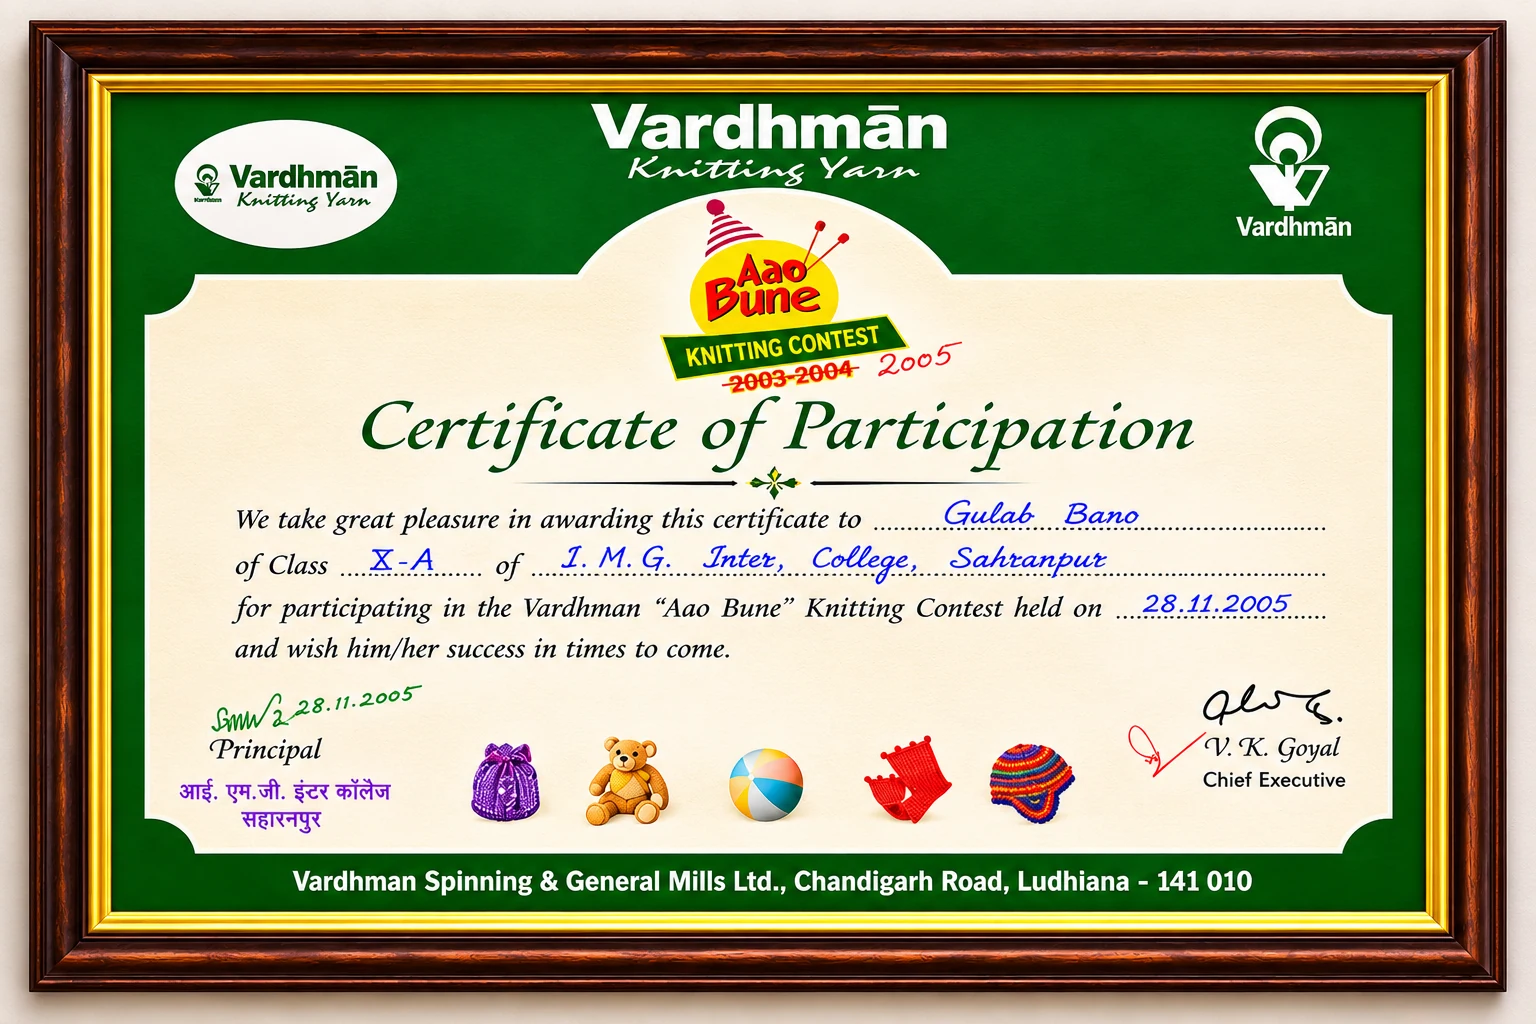 Vardhmān
Knitting Yarn
Vardhmān
Knitting Yarn
Vardhmān
Aao
Bune
KNITTING CONTEST
2003-2004 2005
Certificate of Participation
We take great pleasure in awarding this certificate to Gulab Bano
of Class X-A of I. M. G. Inter, College, Sahranpur
for participating in the Vardhman “Aao Bune” Knitting Contest held on 28.11.2005
and wish him/her success in times to come.
28.11.2005
Principal
आई. एम.जी. इंटर कॉलेज
सहारनपुर
V. K. Goyal
Chief Executive
Vardhman Spinning & General Mills Ltd., Chandigarh Road, Ludhiana - 141 010